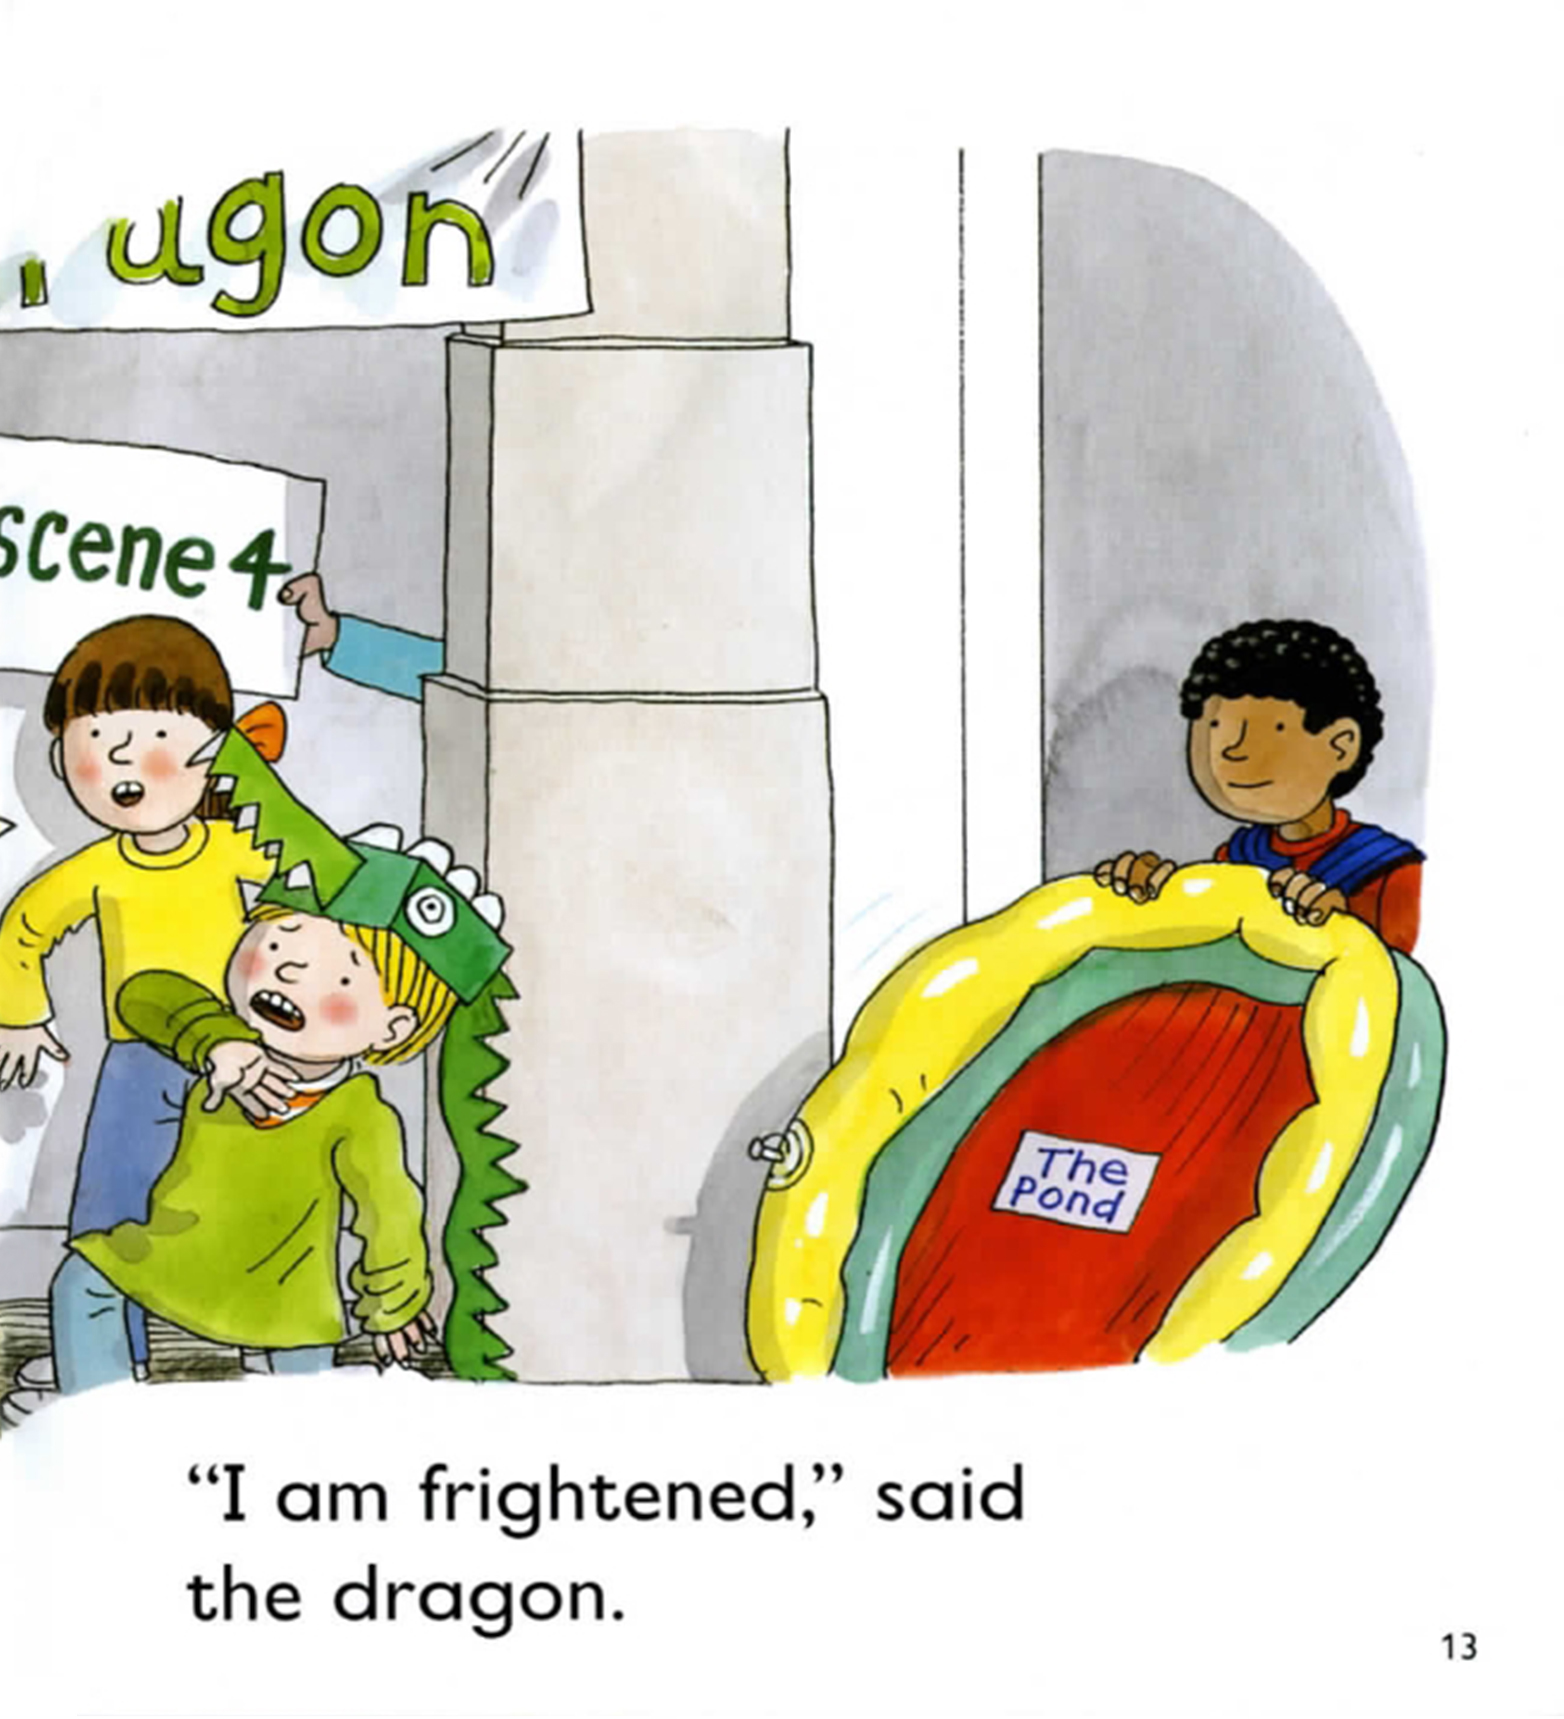 ugon
scene 4
The
Pond
“I am frightened,” said
the dragon.
13